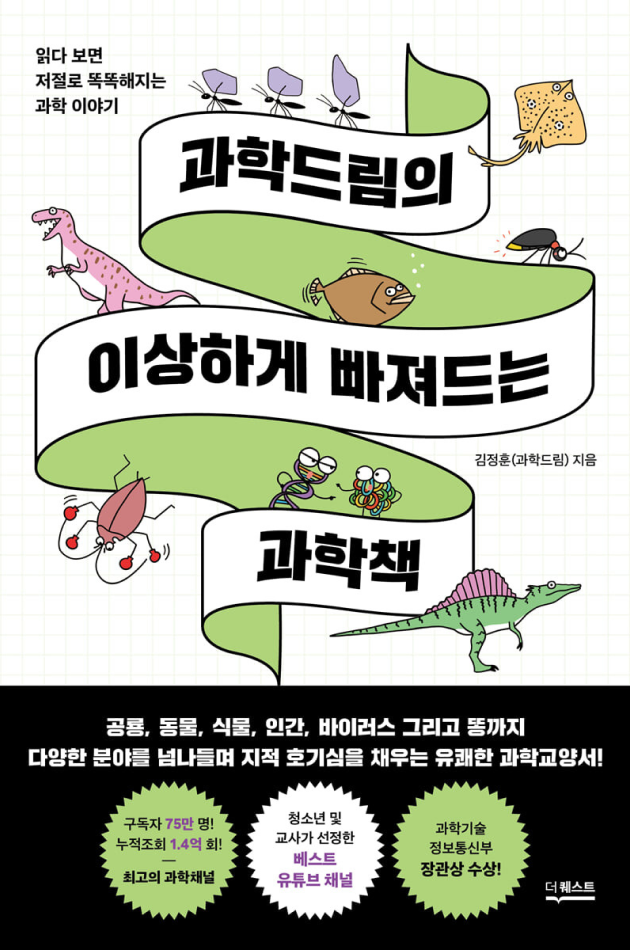 읽다 보면
저절로 똑똑해지는
과학 이야기
과학드림의
이상하게 빠져드는
김정훈(과학드림) 지음
과학책
공룡, 동물, 식물, 인간, 바이러스 그리고 똥까지
다양한 분야를 넘나들며 지적 호기심을 채우는 유쾌한 과학교양서!
구독자 75만 명!
누적조회 1.4억 회!
최고의 과학채널
청소년 및
교사가 선정한
베스트
유튜브 채널
과학기술
정보통신부
장관상 수상!
더 퀘스트